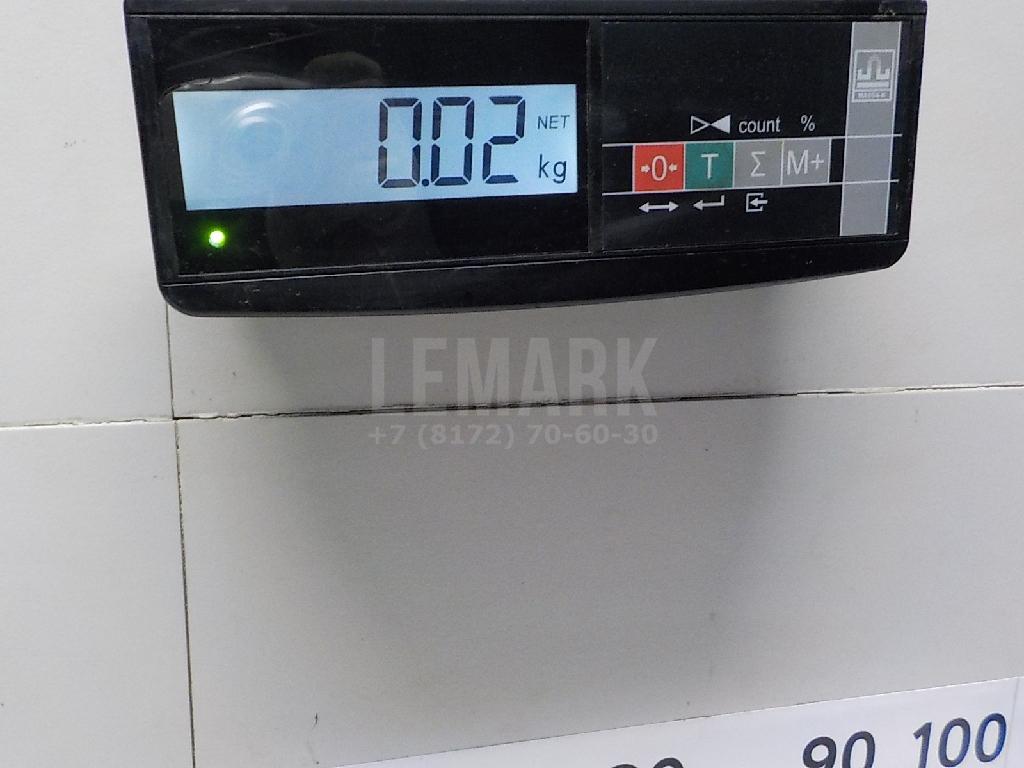 0.02 NET
kg
count %
→0← T Σ M+
LEMARK
+7 (8172) 70-60-30
90 100